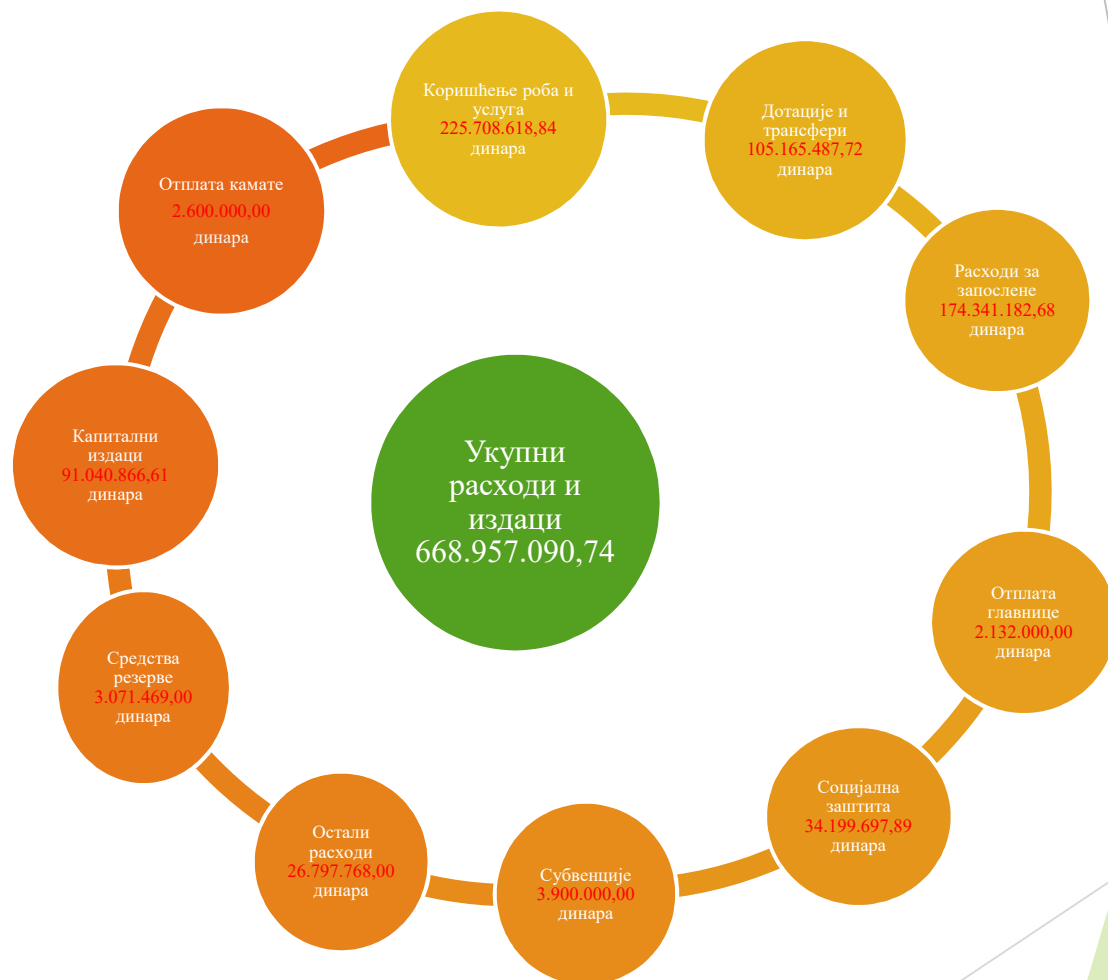 Коришћење роба и
услуга
225.708.618,84
динара
Дотације и
трансфери
105.165.487,72
динара
Расходи за
запослене
174.341.182,68
динара
Отплата
главнице
2.132.000,00
динара
Социјална
заштита
34.199.697,89
динара
Субвенције
3.900.000,00
динара
Остали
расходи
26.797.768,00
динара
Средства
резерве
3.071.469,00
динара
Капитални
издаци
91.040.866,61
динара
Отплата камате
2.600.000,00
динара
Укупни
расходи и
издаци
668.957.090,74